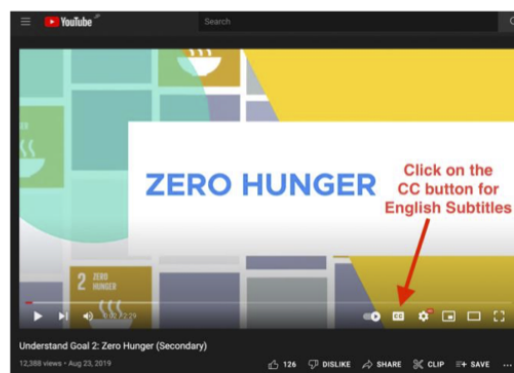 YouTube
Search
ZERO HUNGER
Click on the
CC button for
English Subtitles
2 ZERO
HUNGER
CC
Understand Goal 2: Zero Hunger (Secondary)
12,388 views • Aug 23, 2019
126 DISLIKE SHARE CLIP SAVE ...